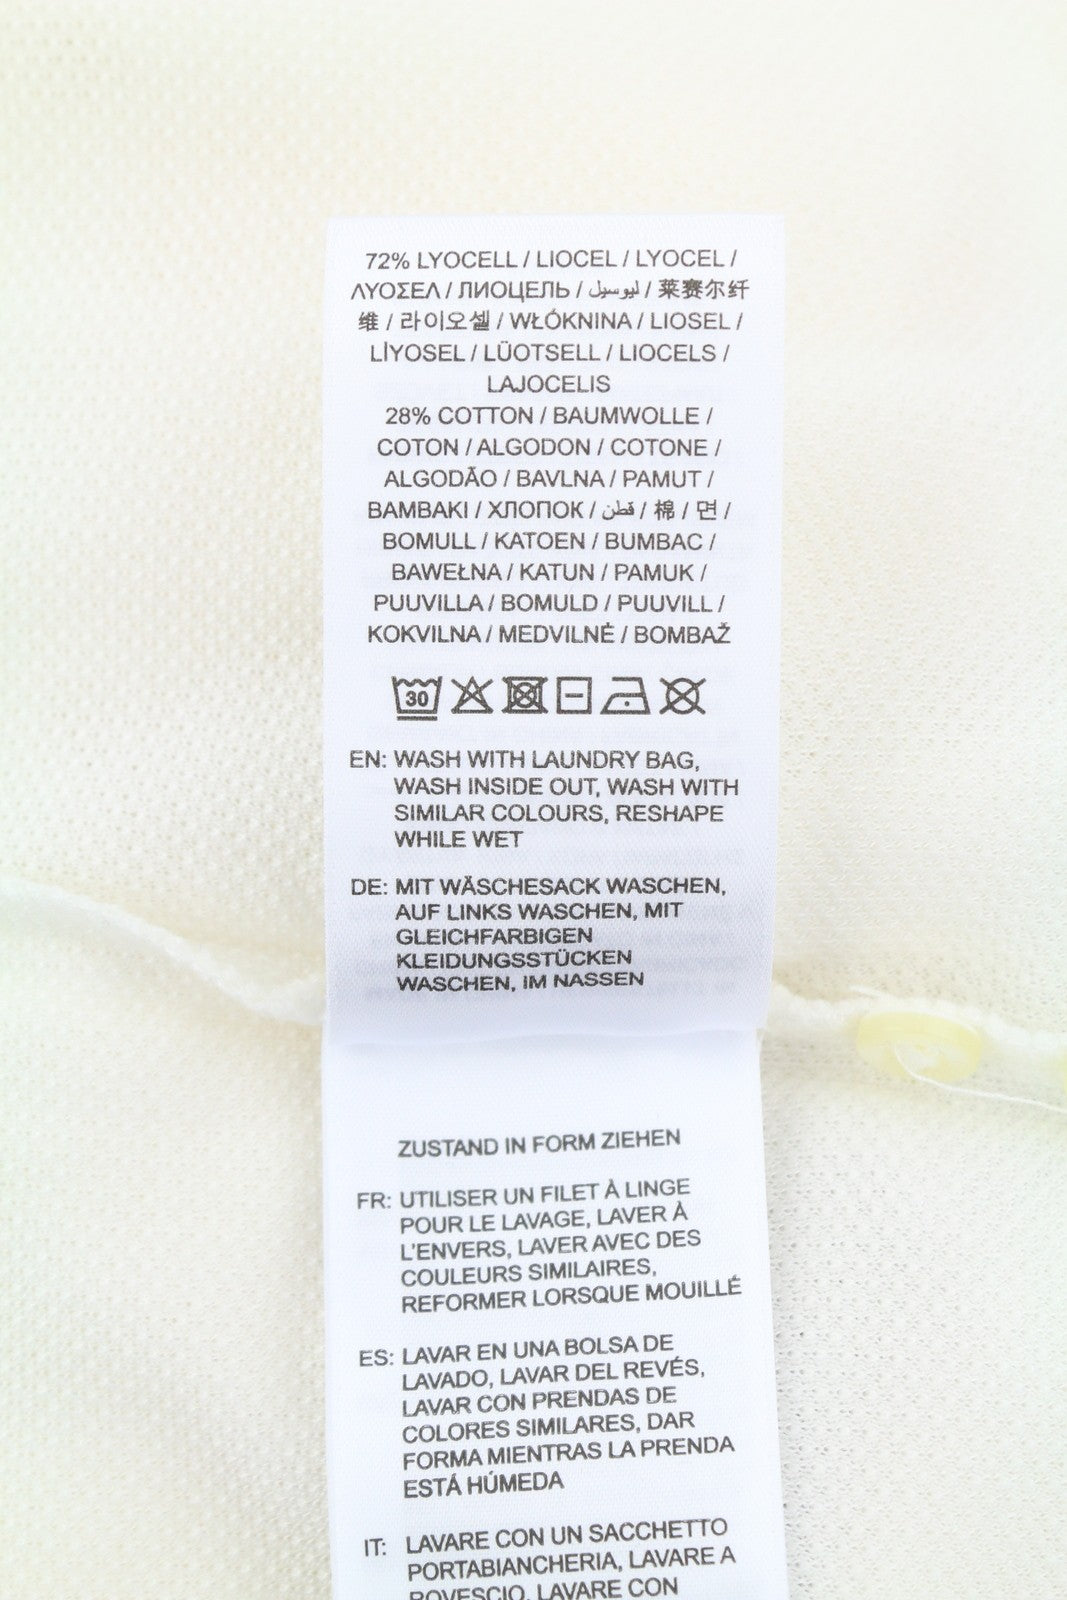 72% LYOCELL / LIOCEL / LYOCEL /
ΛΥΟΣΕΛ / ЛИОЦЕЛЬ / ليوسيل / 莱赛尔纤
维 / 라이오셀 / WŁÓKNINA / LIOSEL /
LİYOSEL / LÜOTSELL / LIOCELS /
LAJOCELIS
28% COTTON / BAUMWOLLE /
COTON / ALGODON / COTONE /
ALGODÃO / BAVLNA / PAMUT /
ΒΑΜΒΑΚΙ / ХЛОПОК / قطن / 棉 / 면 /
BOMULL / KATOEN / BUMBAC /
BAWEŁNA / KATUN / PAMUK /
PUUVILLA / BOMULD / PUUVILL /
KOKVILNA / MEDVILNĖ / BOMBAŽ
30
EN: WASH WITH LAUNDRY BAG,
WASH INSIDE OUT, WASH WITH
SIMILAR COLOURS, RESHAPE
WHILE WET
DE: MIT WÄSCHESACK WASCHEN,
AUF LINKS WASCHEN, MIT
GLEICHFARBIGEN
KLEIDUNGSSTÜCKEN
WASCHEN, IM NASSEN
ZUSTAND IN FORM ZIEHEN
FR: UTILISER UN FILET À LINGE
POUR LE LAVAGE, LAVER À
L'ENVERS, LAVER AVEC DES
COULEURS SIMILAIRES,
REFORMER LORSQUE MOUILLÉ
ES: LAVAR EN UNA BOLSA DE
LAVADO, LAVAR DEL REVÉS,
LAVAR CON PRENDAS DE
COLORES SIMILARES, DAR
FORMA MIENTRAS LA PRENDA
ESTÁ HÚMEDA
IT: LAVARE CON UN SACCHETTO
PORTABIANCHERIA, LAVARE A
ROVESCIO, LAVARE CON